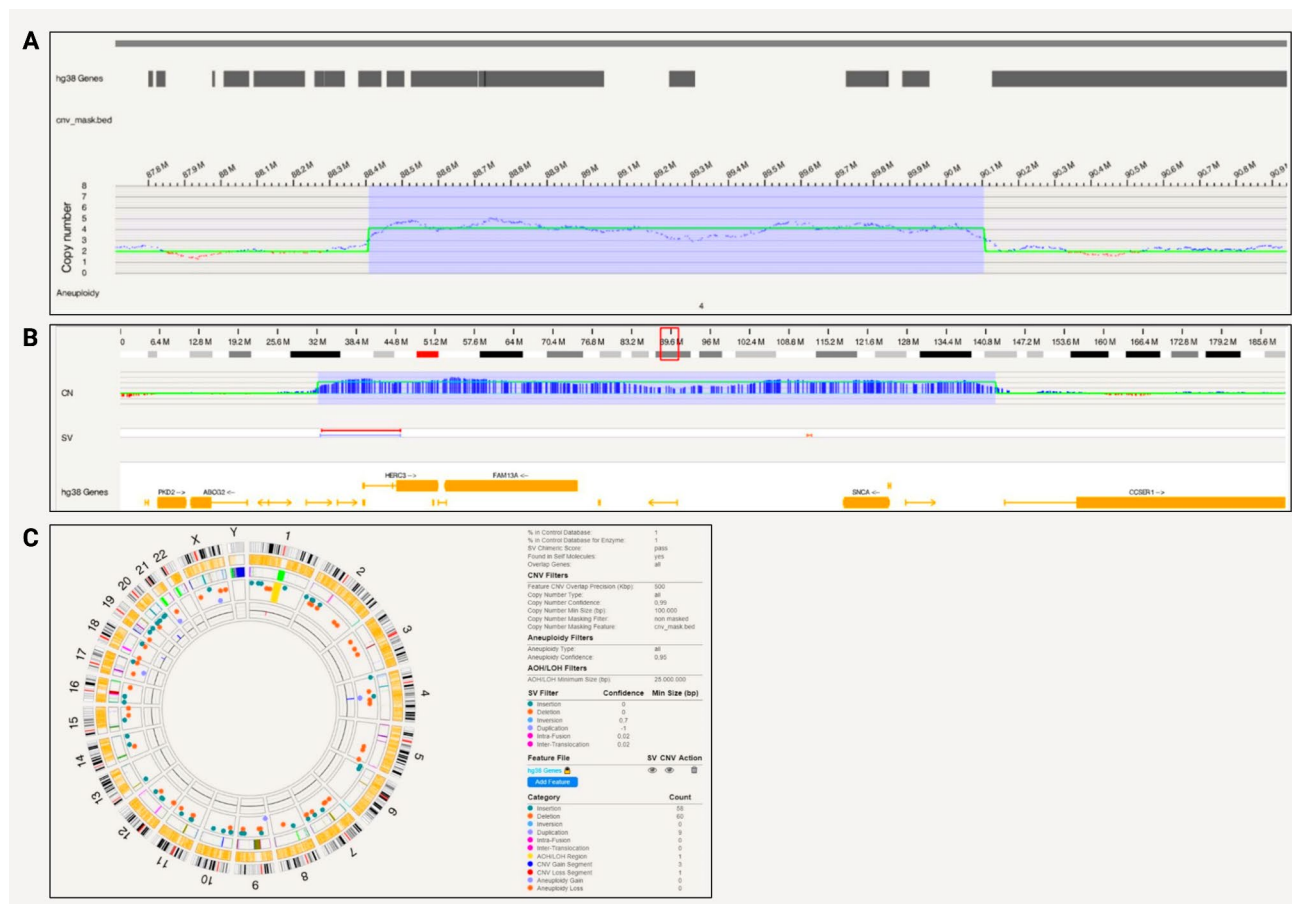 A
hg38 Genes
cnv_mask.bed
87.8 M 87.9 M 88 M 88.1 M 88.2 M 88.3 M 88.4 M 88.5 M 88.6 M 88.7 M 88.8 M 88.9 M 89 M 89.1 M 89.2 M 89.3 M 89.4 M 89.5 M 89.6 M 89.7 M 89.8 M 89.9 M 90 M 90.1 M 90.2 M 90.3 M 90.4 M 90.5 M 90.6 M 90.7 M 90.8 M
8
7
6
5
4
3
2
1
0
Copy number
Aneuploidy
4
B
0 6.4 M 12.8 M 19.2 M 25.6 M 32 M 38.4 M 44.8 M 51.2 M 57.6 M 64 M 70.4 M 76.8 M 83.2 M 89.6 M 96 M 102.4 M 108.8 M 115.2 M 121.6 M 128 M 134.4 M 140.8 M 147.2 M 153.6 M 160 M 166.4 M 172.8 M 179.2 M 185.6 M
CN
SV
HERC3 --> FAM13A <--
hg38 Genes PKD2 --> ABCG2 <-- SNCA <-- CCSER1 -->
C
1
2
3
4
5
6
7
8
9
10
11
12
13
14
15
16
17
18
19
20
21
22
X
Y
% in Control Database: 1
% in Control Database for Enzyme: 1
SV Chimeric Score: pass
Found in Self Molecules: yes
Overlap Genes: all
CNV Filters
Feature CNV Overlap Precision (Kbp): 500
Copy Number Type: all
Copy Number Confidence: 0,99
Copy Number Min Size (bp): 100.000
Copy Number Masking Filter: non masked
Copy Number Masking Feature: cnv_mask.bed
Aneuploidy Filters
Aneuploidy Type: all
Aneuploidy Confidence: 0,95
AOH/LOH Filters
AOH/LOH Minimum Size (bp) 25.000.000
SV Filter Confidence Min Size (bp)
Insertion 0
Deletion 0
Inversion 0,7
Duplication -1
Intra-Fusion 0.02
Inter-Translocation 0.02
Feature File SV CNV Action
hg38 Genes
Add Feature
Category Count
Insertion 58
Deletion 60
Inversion 0
Duplication 9
Intra-Fusion 0
Inter-Translocation 0
AOH/LOH Region 1
CNV Gain Segment 3
CNV Loss Segment 1
Aneuploidy Gain 0
Aneuploidy Loss 0